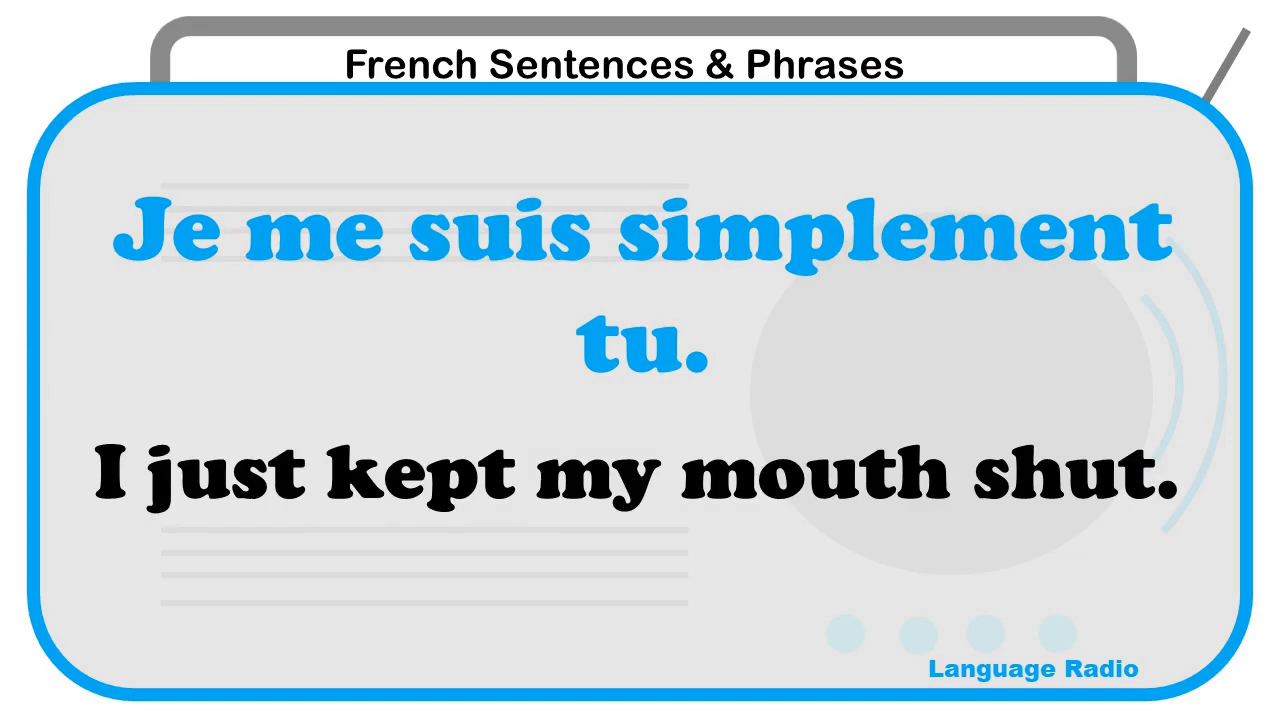 French Sentences & Phrases
Je me suis simplement
tu.
I just kept my mouth shut.
Language Radio